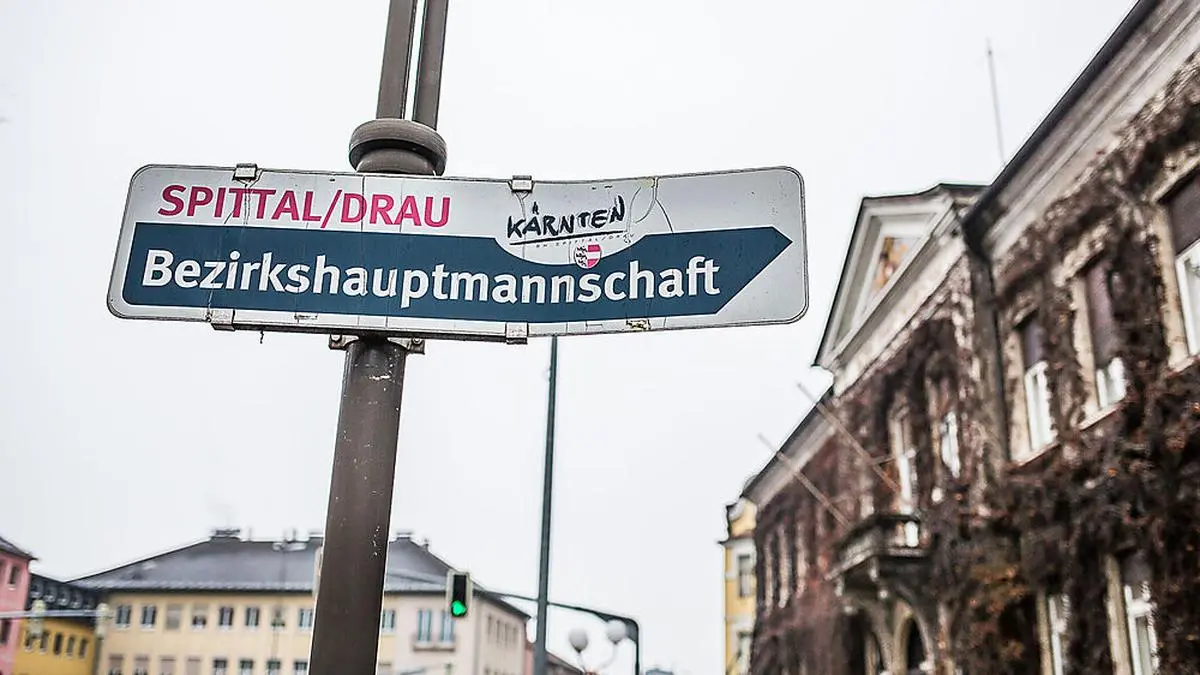 SPITTAL/DRAU
KÄRNTEN
Bezirkshauptmannschaft